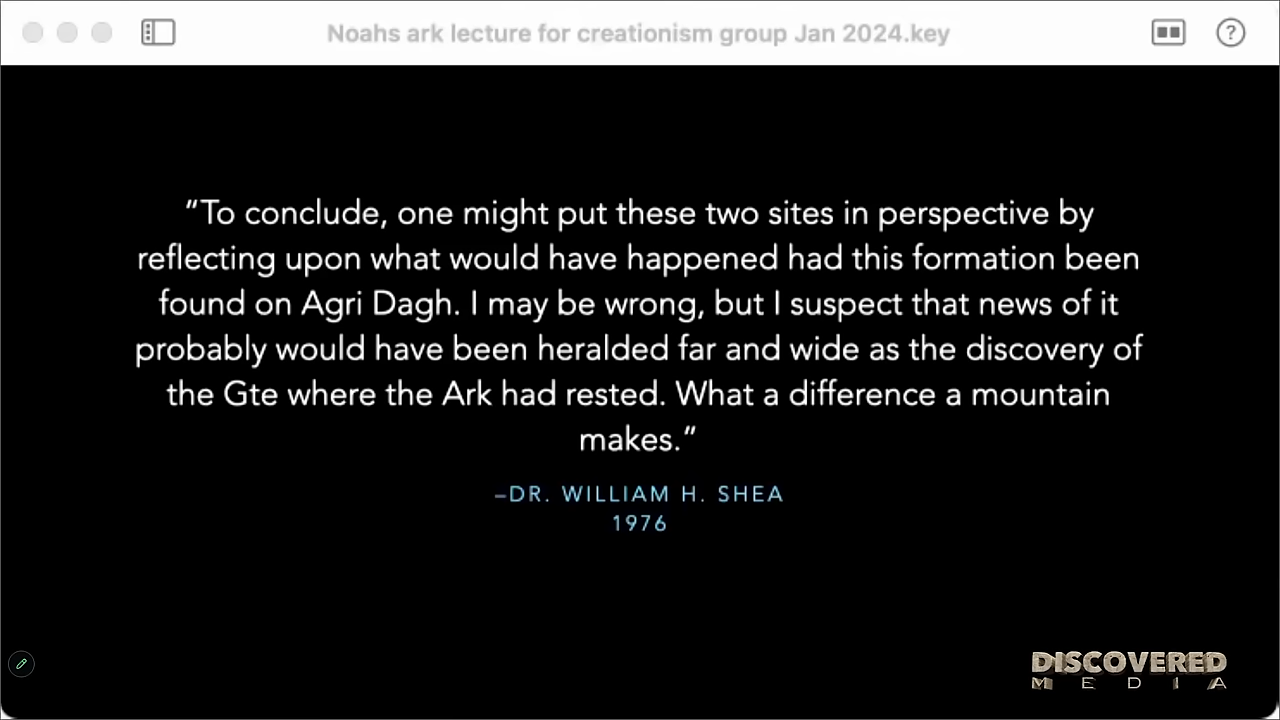 Noahs ark lecture for creationism group Jan 2024.key
?
“To conclude, one might put these two sites in perspective by
reflecting upon what would have happened had this formation been
found on Agri Dagh. I may be wrong, but I suspect that news of it
probably would have been heralded far and wide as the discovery of
the Gte where the Ark had rested. What a difference a mountain
makes.”
–DR. WILLIAM H. SHEA
1976
DISCOVERED
MEDIA